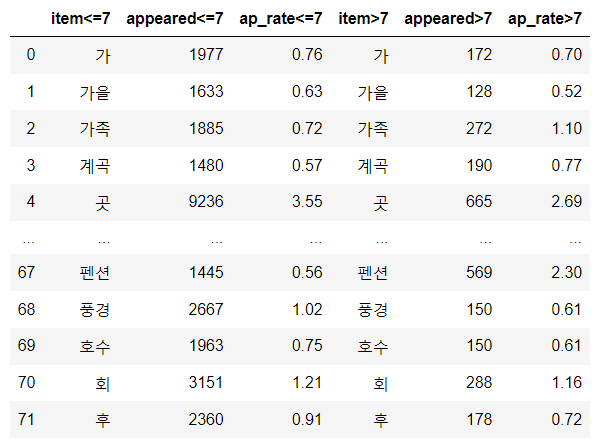 item<=7 appeared<=7 ap_rate<=7 item>7 appeared>7 ap_rate>7
0 가 1977 0.76 가 172 0.70
1 가을 1633 0.63 가을 128 0.52
2 가족 1885 0.72 가족 272 1.10
3 계곡 1480 0.57 계곡 190 0.77
4 곳 9236 3.55 곳 665 2.69
... ... ... ... ... ... ...
67 펜션 1445 0.56 펜션 569 2.30
68 풍경 2667 1.02 풍경 150 0.61
69 호수 1963 0.75 호수 150 0.61
70 회 3151 1.21 회 288 1.16
71 후 2360 0.91 후 178 0.72